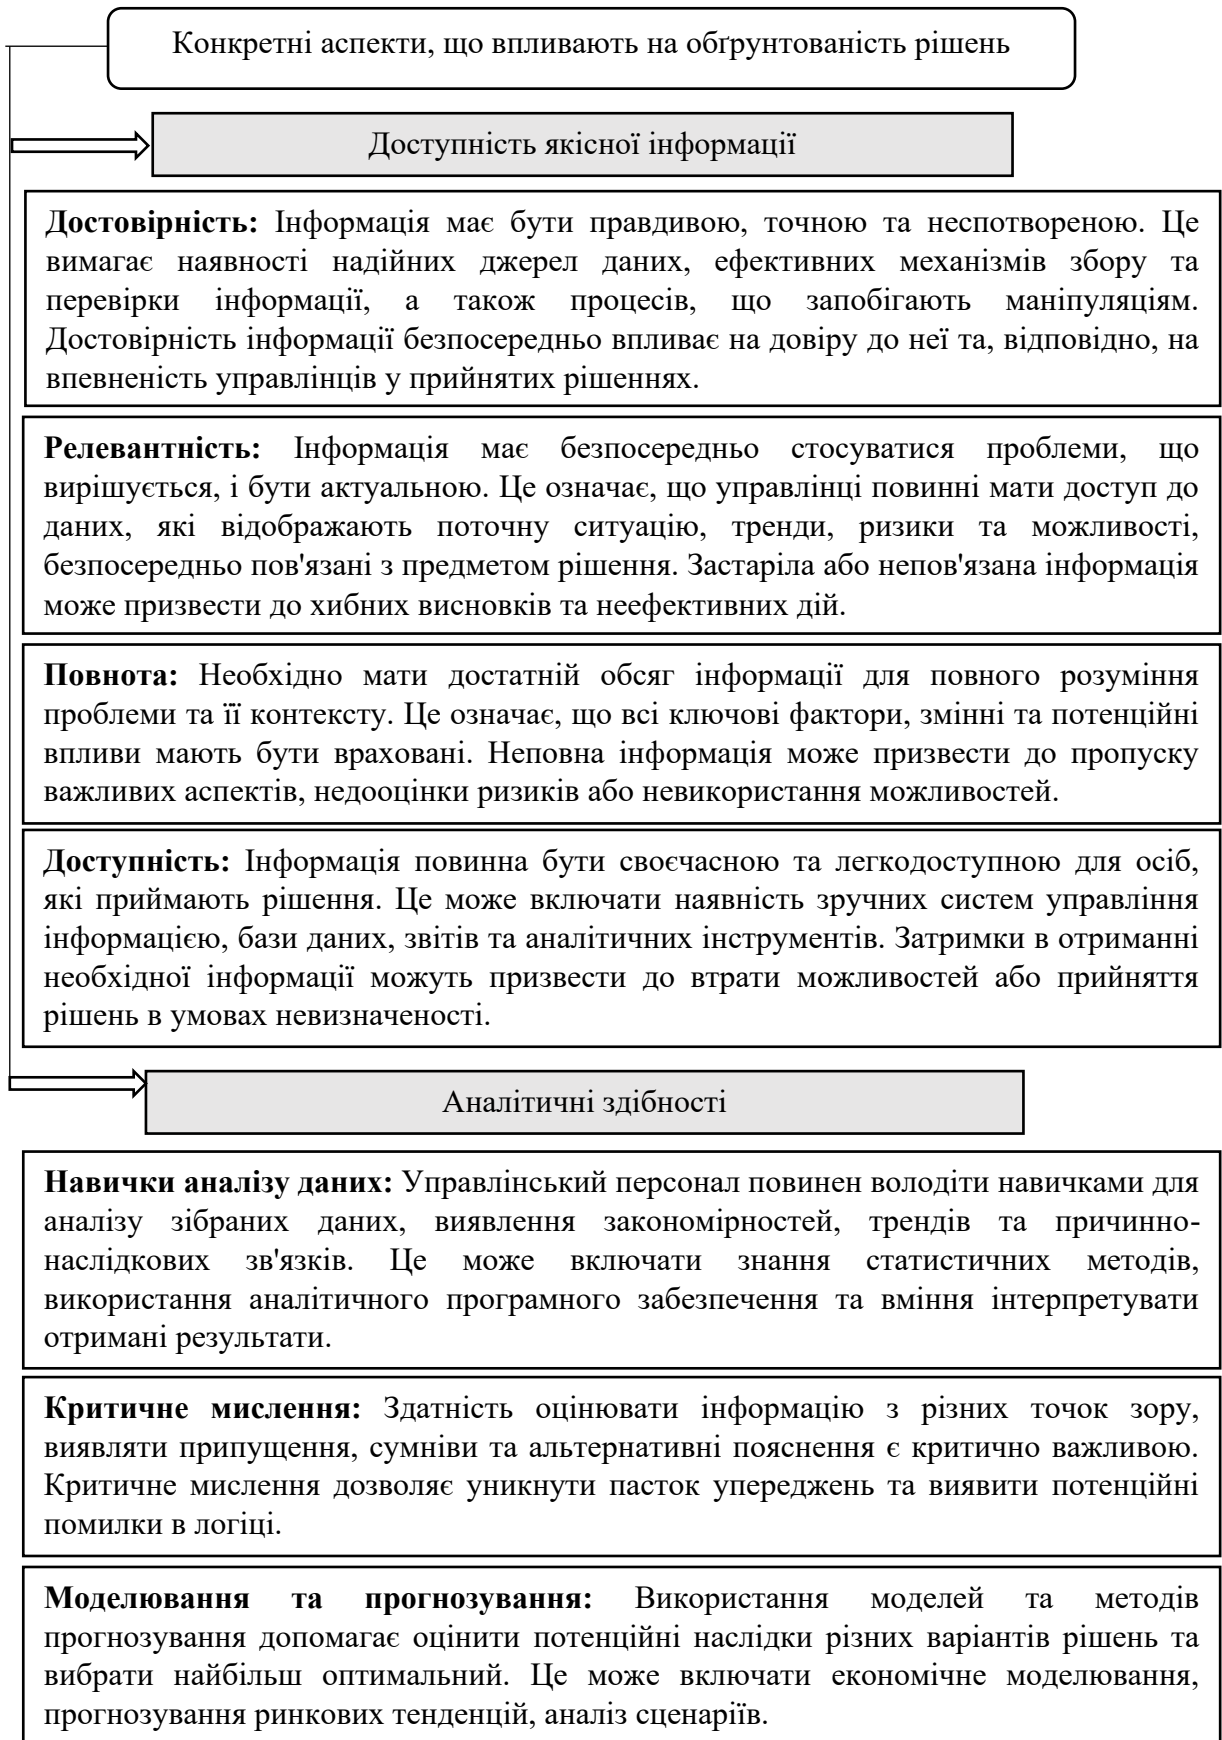 Конкретні аспекти, що впливають на обґрунтованість рішень
Доступність якісної інформації
Достовірність: Інформація має бути правдивою, точною та неспотвореною. Це
вимагає наявності надійних джерел даних, ефективних механізмів збору та
перевірки інформації, а також процесів, що запобігають маніпуляціям.
Достовірність інформації безпосередньо впливає на довіру до неї та, відповідно, на
впевненість управлінців у прийнятих рішеннях.
Релевантність: Інформація має безпосередньо стосуватися проблеми, що
вирішується, і бути актуальною. Це означає, що управлінці повинні мати доступ до
даних, які відображають поточну ситуацію, тренди, ризики та можливості,
безпосередньо пов'язані з предметом рішення. Застаріла або непов'язана інформація
може призвести до хибних висновків та неефективних дій.
Повнота: Необхідно мати достатній обсяг інформації для повного розуміння
проблеми та її контексту. Це означає, що всі ключові фактори, змінні та потенційні
впливи мають бути враховані. Неповна інформація може призвести до пропуску
важливих аспектів, недооцінки ризиків або невикористання можливостей.
Доступність: Інформація повинна бути своєчасною та легкодоступною для осіб,
які приймають рішення. Це може включати наявність зручних систем управління
інформацією, бази даних, звітів та аналітичних інструментів. Затримки в отриманні
необхідної інформації можуть призвести до втрати можливостей або прийняття
рішень в умовах невизначеності.
Аналітичні здібності
Навички аналізу даних: Управлінський персонал повинен володіти навичками для
аналізу зібраних даних, виявлення закономірностей, трендів та причинно-
наслідкових зв'язків. Це може включати знання статистичних методів,
використання аналітичного програмного забезпечення та вміння інтерпретувати
отримані результати.
Критичне мислення: Здатність оцінювати інформацію з різних точок зору,
виявляти припущення, сумніви та альтернативні пояснення є критично важливою.
Критичне мислення дозволяє уникнути пасток упереджень та виявити потенційні
помилки в логіці.
Моделювання та прогнозування: Використання моделей та методів
прогнозування допомагає оцінити потенційні наслідки різних варіантів рішень та
вибрати найбільш оптимальний. Це може включати економічне моделювання,
прогнозування ринкових тенденцій, аналіз сценаріїв.